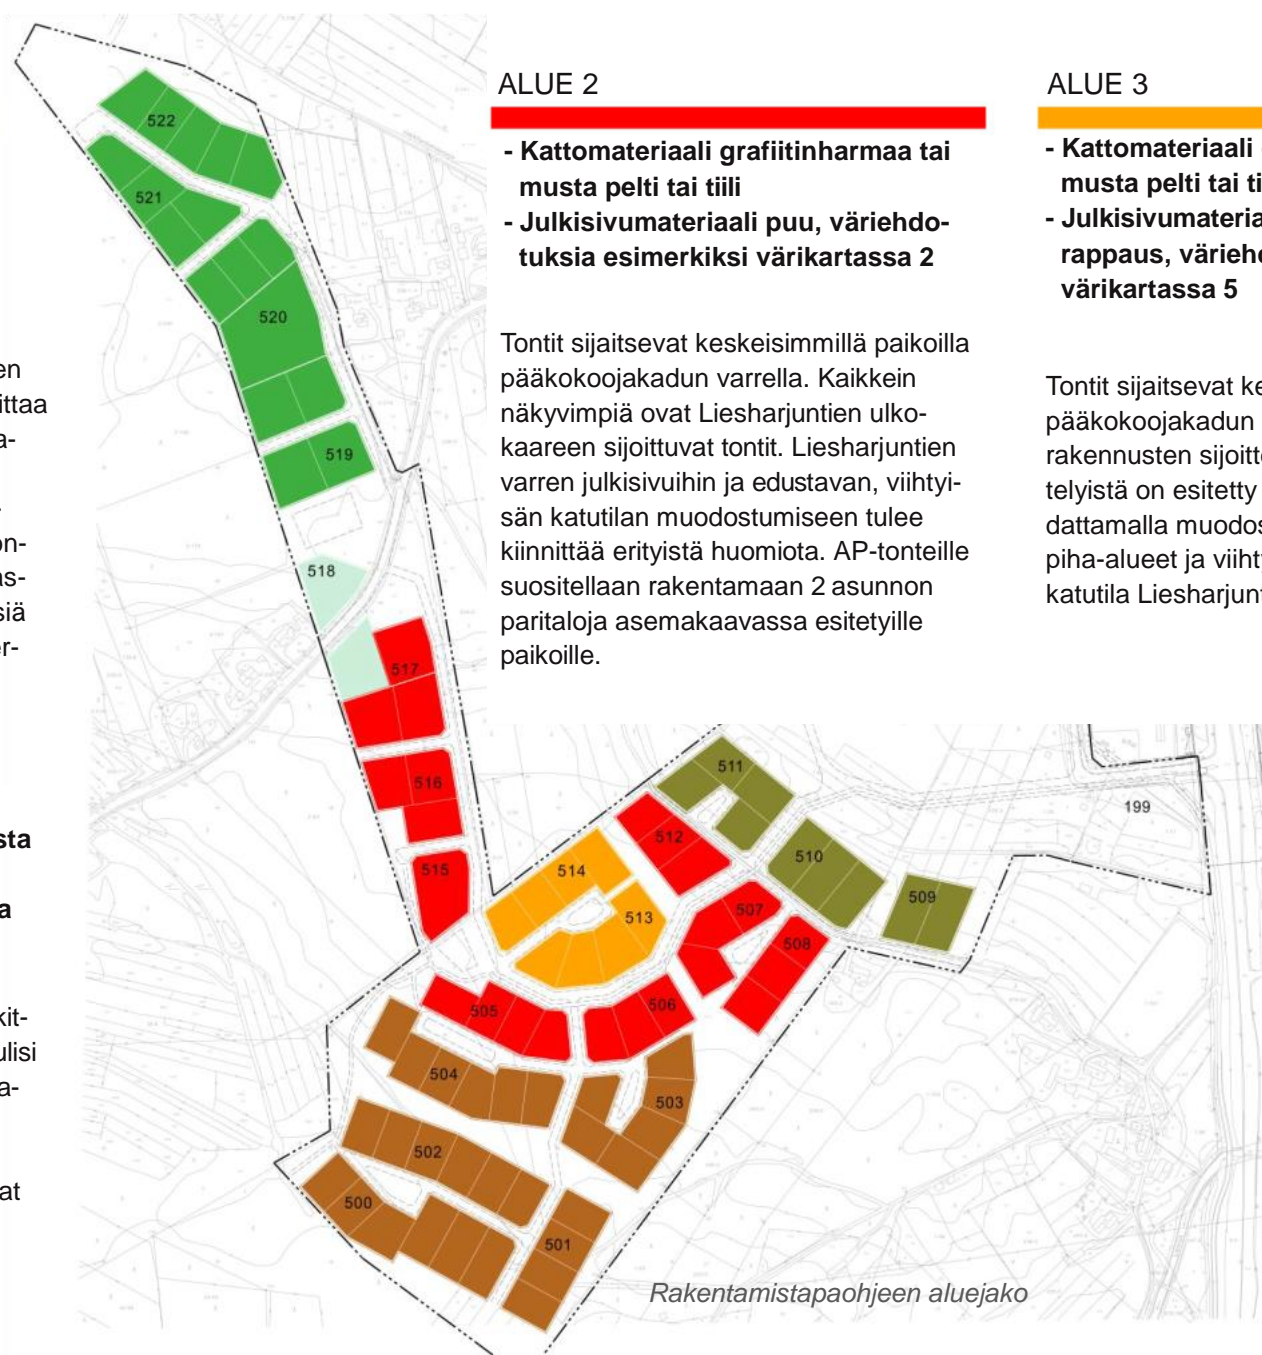 ALUE 2
- Kattomateriaali grafiitinharmaa tai
musta pelti tai tiili
- Julkisivumateriaali puu, väriehdo-
tuksia esimerkiksi värikartassa 2
Tontit sijaitsevat keskeisimmillä paikoilla
pääkokoojakadun varrella. Kaikkein
näkyvimpiä ovat Liesharjuntien ulko-
kaareen sijoittuvat tontit. Liesharjuntien
varren julkisivuihin ja edustavan, viihtyi-
sän katutilan muodostumiseen tulee
kiinnittää erityistä huomiota. AP-tonteille
suositellaan rakentamaan 2 asunnon
paritaloja asemakaavassa esitetyille
paikoille.
ALUE 3
- Kattomateriaali
musta pelti tai ti
- Julkisivumateria
rappaus, värieh
värikartassa 5
Tontit sijaitsevat ke
pääkokoojakadun
rakennusten sijoitt
telyistä on esitetty
dattamalla muodos
piha-alueet ja viiht
katutila Liesharjun
en
ittaa
a-
on-
as-
siä
er-
sta
a
kit-
ulisi
a-
at
522
521
520
519
518
517
516
515
514
513
512
511
510
509
199
507
508
506
505
504
503
502
500
501
Rakentamistapaohjeen aluejako